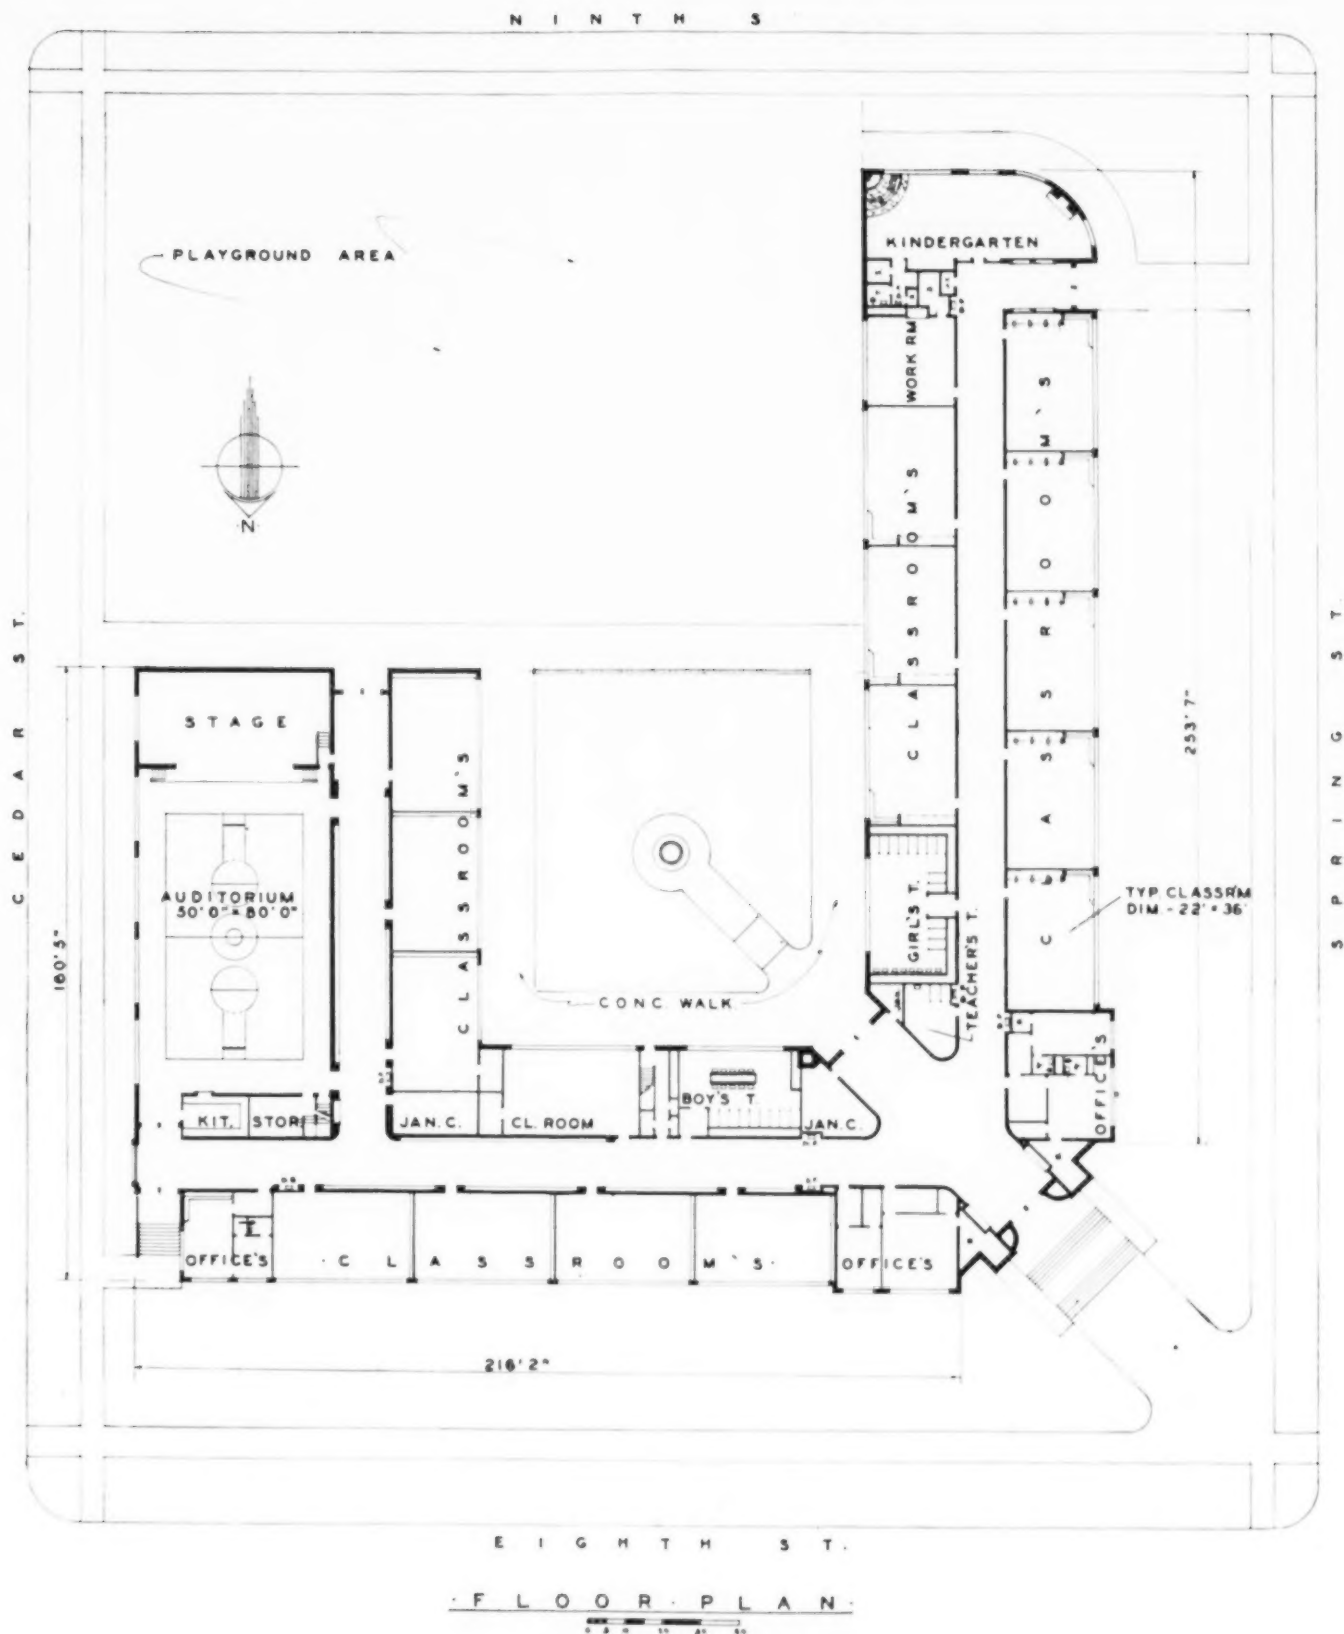 NINTH S
PLAYGROUND AREA
N
KINDERGARTEN
WORK RM
CLASSROOM'S
CLASSROOM'S
CEDAR ST.
SPRING ST.
253'7"
STAGE
CLASSROOM'S
AUDITORIUM
50'0" × 80'0"
160'5"
TYP. CLASSR'M
DIM.-22' × 36'
GIRL'S T.
TEACHER'S T.
CONC. WALK
OFFICE'S
KIT.
STOR.
JAN.C.
CL. ROOM
BOY'S T.
JAN.C.
OFFICE'S
CLASSROOM'S
OFFICE'S
216'2"
EIGHTH ST.
FLOOR PLAN